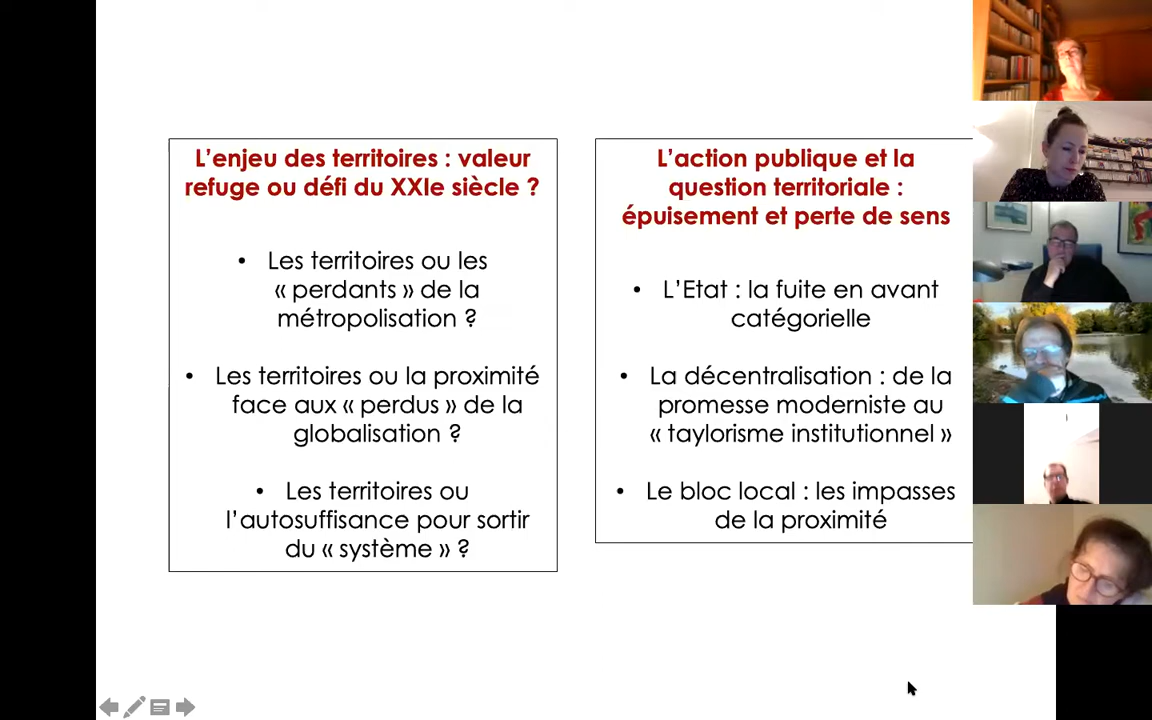 L’enjeu des territoires : valeur
refuge ou défi du XXIe siècle ?
• Les territoires ou les
« perdants » de la
métropolisation ?
• Les territoires ou la proximité
face aux « perdus » de la
globalisation ?
• Les territoires ou
l’autosuffisance pour sortir
du « système » ?
L’action publique et la
question territoriale :
épuisement et perte de sens
• L’Etat : la fuite en avant
catégorielle
• La décentralisation : de la
promesse moderniste au
« taylorisme institutionnel »
• Le bloc local : les impasses
de la proximité